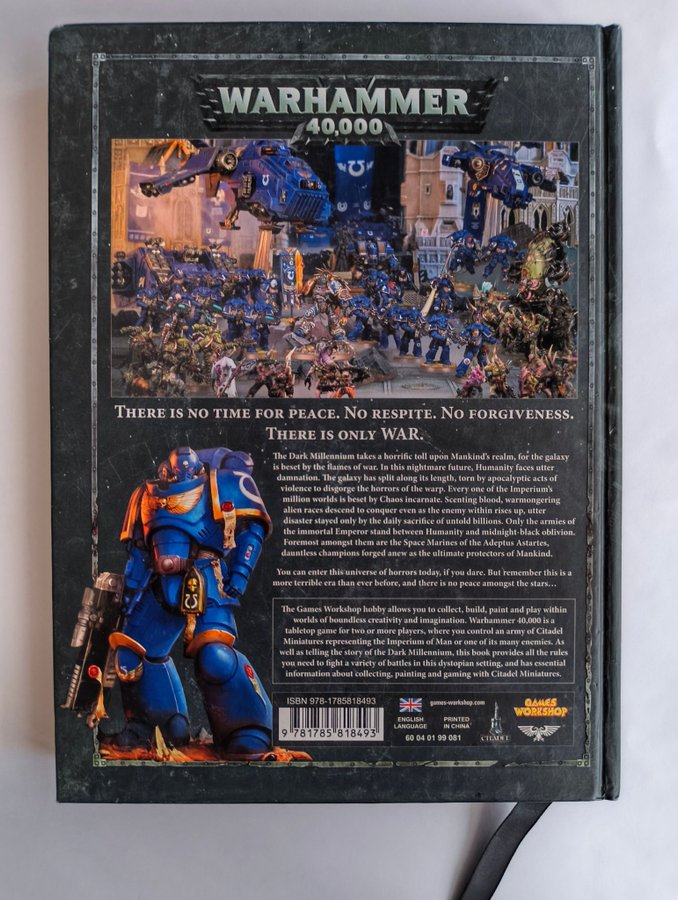 WARHAMMER
40,000
THERE IS NO TIME FOR PEACE. NO RESPITE. NO FORGIVENESS.
THERE IS ONLY WAR.
The Dark Millennium takes a horrific toll upon Mankind's realm, for the galaxy
is beset by the flames of war. In this nightmare future, Humanity faces utter
damnation. The galaxy has split along its length, torn by apocalyptic acts of
violence to disgorge the horrors of the warp. Every one of the Imperium's
million worlds is beset by Chaos incarnate. Scenting blood, warmongering
alien races descend to conquer even as the enemy within rises up, utter
disaster stayed only by the daily sacrifice of untold billions. Only the armies of
the immortal Emperor stand between Humanity and midnight-black oblivion.
Foremost amongst them are the Space Marines of the Adeptus Astartes,
dauntless champions forged anew as the ultimate protectors of Mankind.
You can enter this universe of horrors today, if you dare. But remember this is a
more terrible era than ever before, and there is no peace amongst the stars...
The Games Workshop hobby allows you to collect, build, paint and play within
worlds of boundless creativity and imagination. Warhammer 40,000 is a
tabletop game for two or more players, where you control an army of Citadel
Miniatures representing the Imperium of Man or one of its many enemies. As
well as telling the story of the Dark Millennium, this book provides all the rules
you need to fight a variety of battles in this dystopian setting, and has essential
information about collecting, painting and gaming with Citadel Miniatures.
ISBN 978-1785818493
9 781785 818493
games-workshop.com
ENGLISH
LANGUAGE
PRINTED
IN CHINA
60 04 01 99 081
CITADEL
GAMES
WORKSHOP